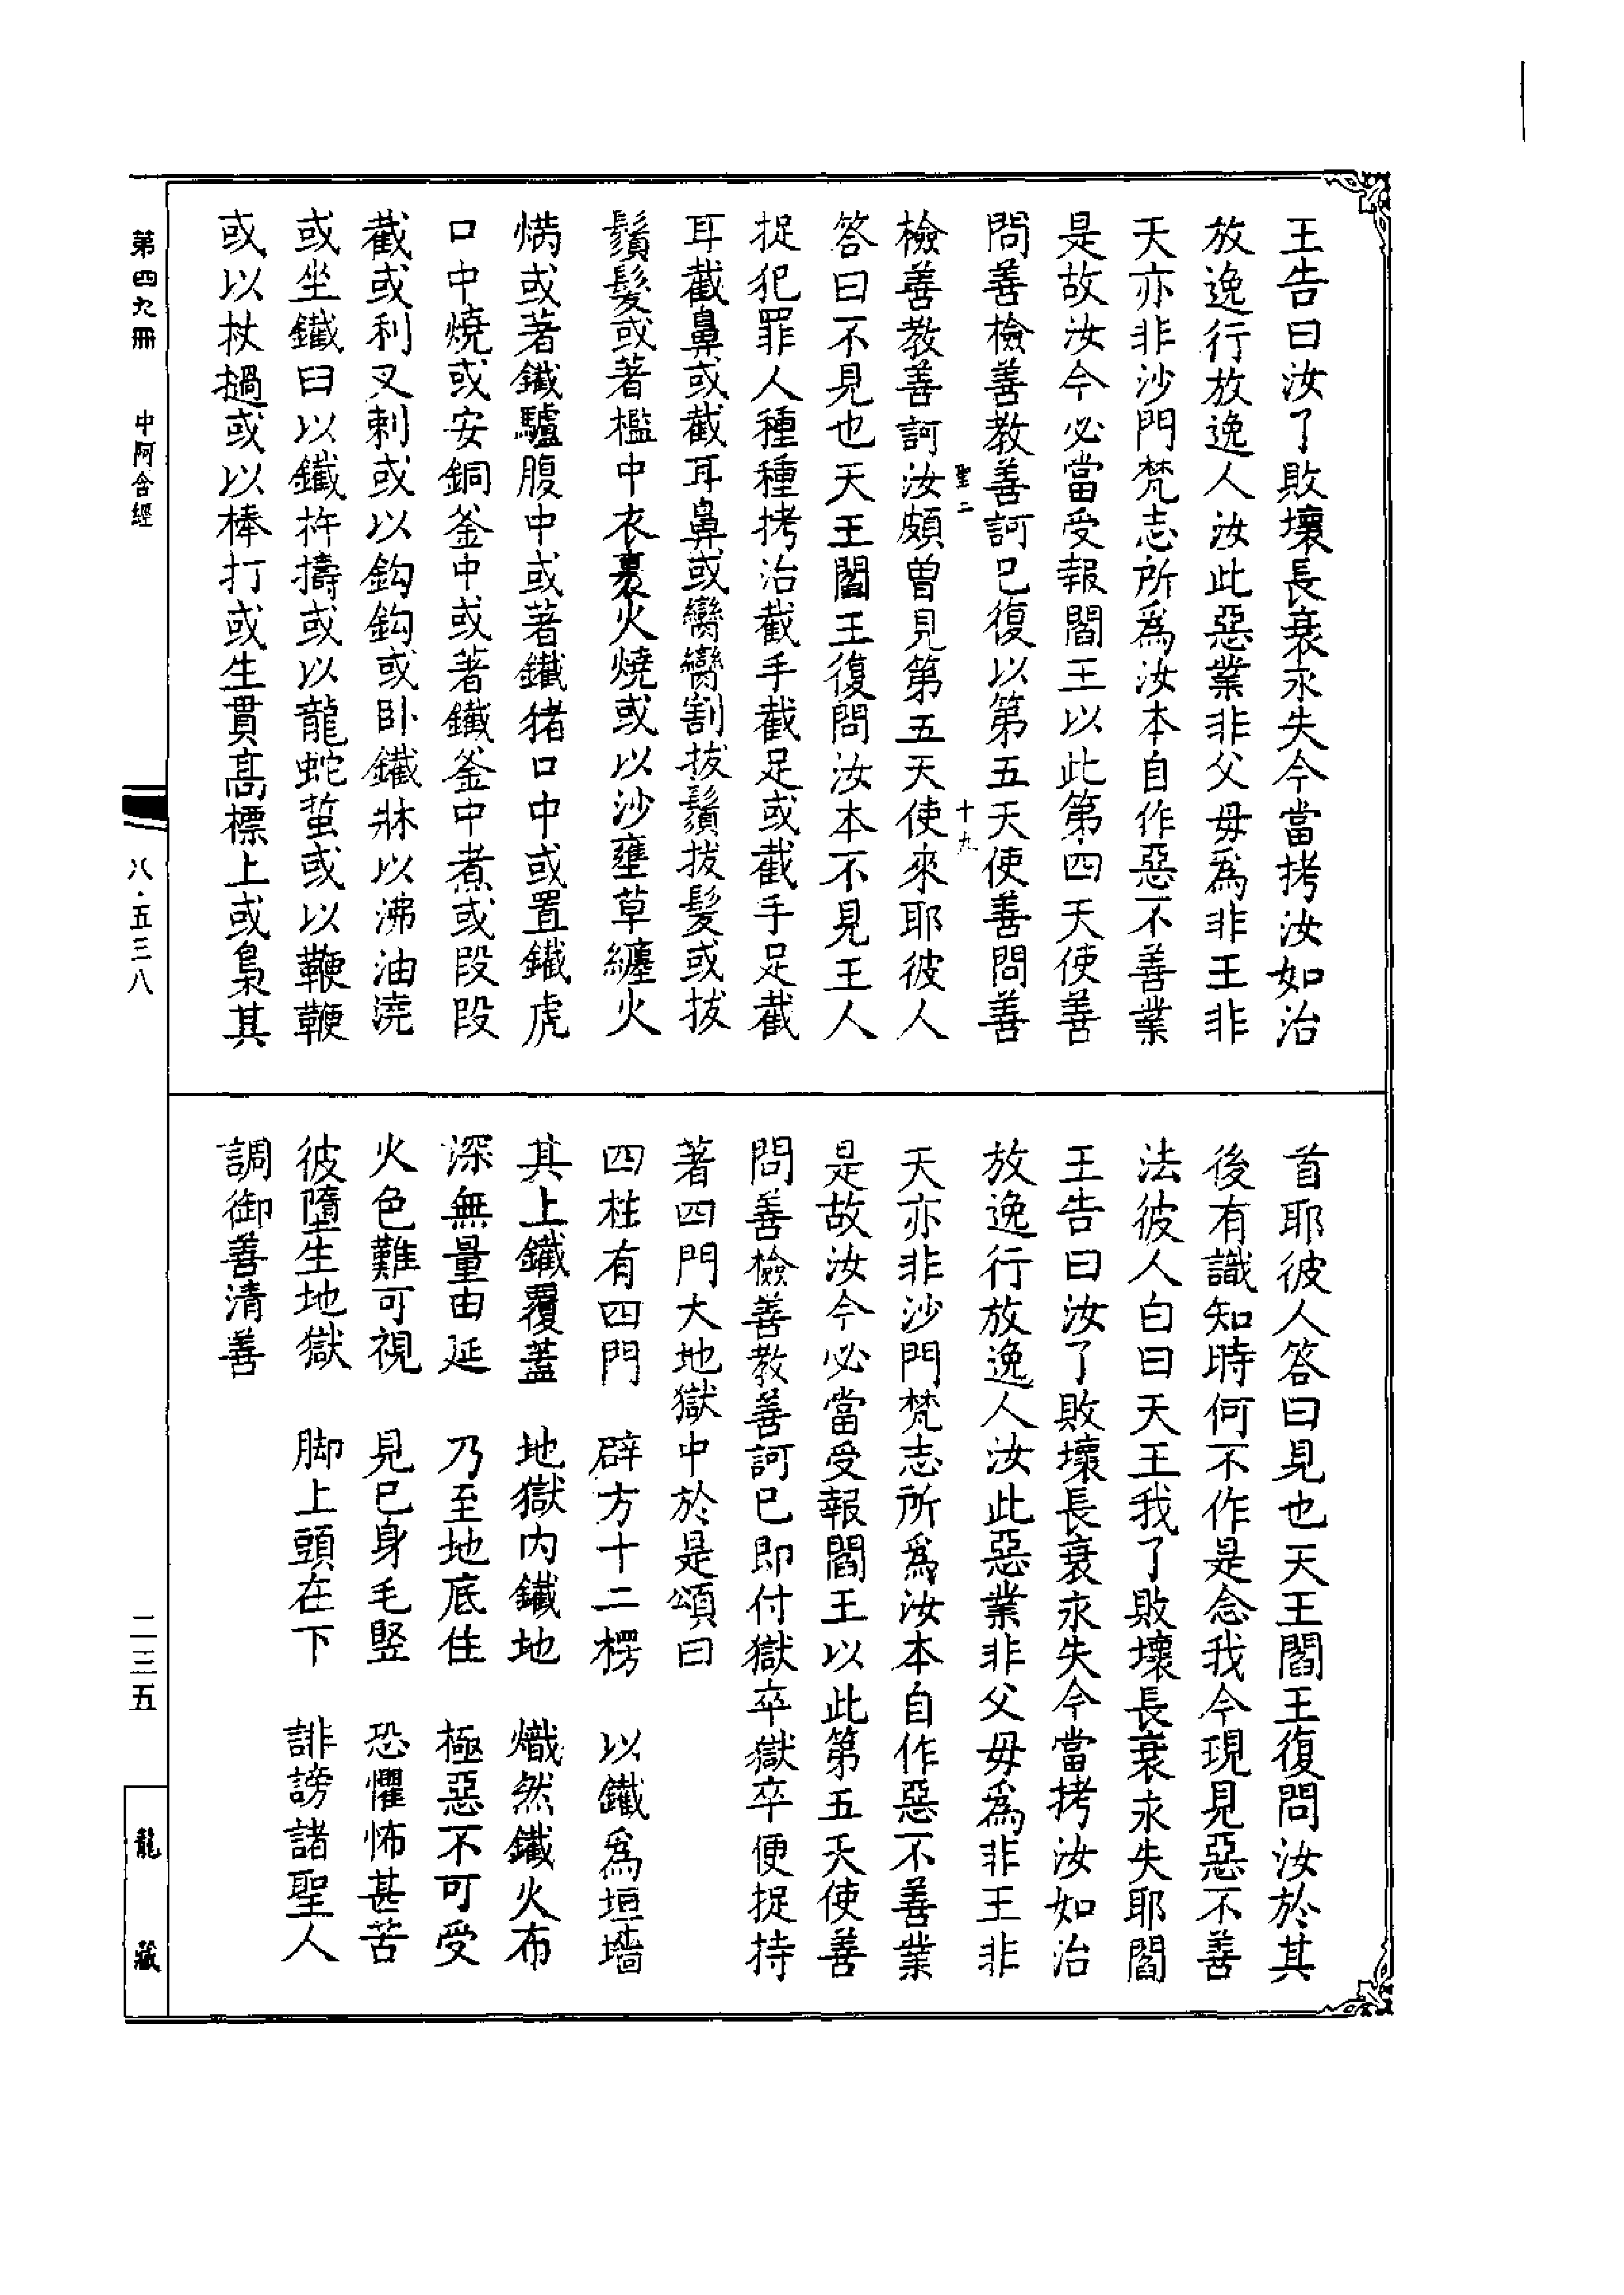 王告曰汝了敗壞長衰永失今當拷汝如治
放逸行放逸人汝此惡業非父母為非王非
天亦非沙門梵志所為汝本自作惡不善業
是故汝今必當受報閻王以此第四天使善
問善檢善教善訶已復以第五天使善問善
聖二
十九
檢善教善訶汝頗曾見第五天使來耶彼人
答曰不見也天王閻王復問汝本不見王人
捉犯罪人種種拷治截手截足或截手足截
耳截鼻或截耳鼻或臠臠割拔鬚拔髮或拔
鬚髮或著檻中衣裹火燒或以沙壅草纏火
焫或著鐵驢腹中或著鐵猪口中或置鐵虎
口中燒或安銅釜中或著鐵釜中煮或段段
截或利叉刺或以鈎鈎或卧鐵牀以沸油澆
或坐鐵臼以鐵杵擣或以龍蛇蜇或以鞭鞭
或以杖撾或以棒打或生貫高標上或梟其
首耶彼人答曰見也天王閻王復問汝於其
後有識知時何不作是念我今現見惡不善
法彼人白曰天王我了敗壞長衰永失耶閻
王告曰汝了敗壞長衰永失今當拷汝如治
放逸行放逸人汝此惡業非父母為非王非
天亦非沙門梵志所為汝本自作惡不善業
是故汝今必當受報閻王以此第五天使善
問善檢善教善訶已即付獄卒獄卒便捉持
著四門大地獄中於是頌曰
四柱有四門　辟方十二楞　以鐵為垣墻
其上鐵覆蓋　地獄内鐵地　熾然鐵火布
深無量由延　乃至地底住　極惡不可受
火色難可視　見已身毛竪　恐懼怖甚苦
彼墮生地獄　脚上頭在下　誹謗諸聖人
調御善清善
第四九冊　中阿含經
八·五三八
二三五
龍藏